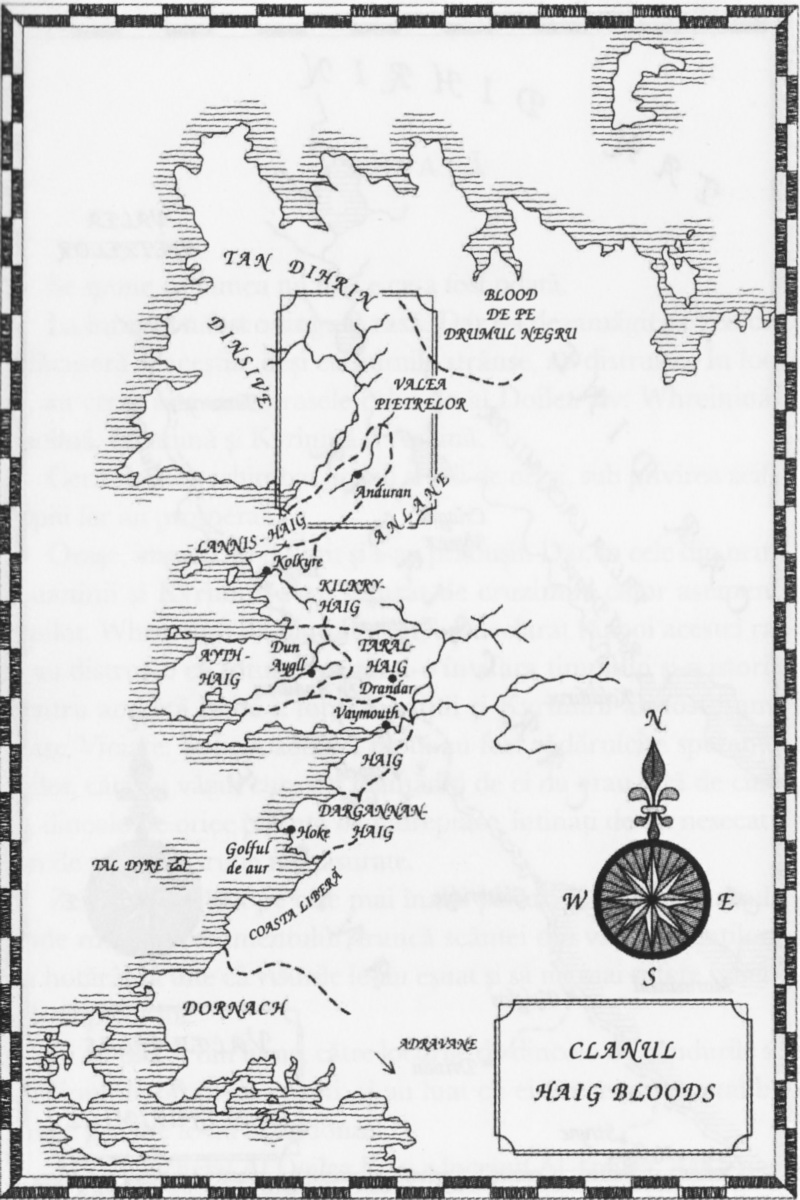 TAN DIHRIN
DINSIVE
BLOOD
DE PE
DRUMUL NEGRU
VALEA
PIETRELOR
Anduran
ANLANE
LANNIS-HAIG
Kolkyre
KILKRY-
HAIG
AYTH-
HAIG
Dun
Aygll
TARAL-
HAIG
Drandar
Vaymouth
HAIG
DARGANNAN-
HAIG
Hoke
Golful
de aur
TAL DYRE
COASTA LIBERĂ
DORNACH
ADRAVANE
N
W
E
S
CLANUL
HAIG BLOODS